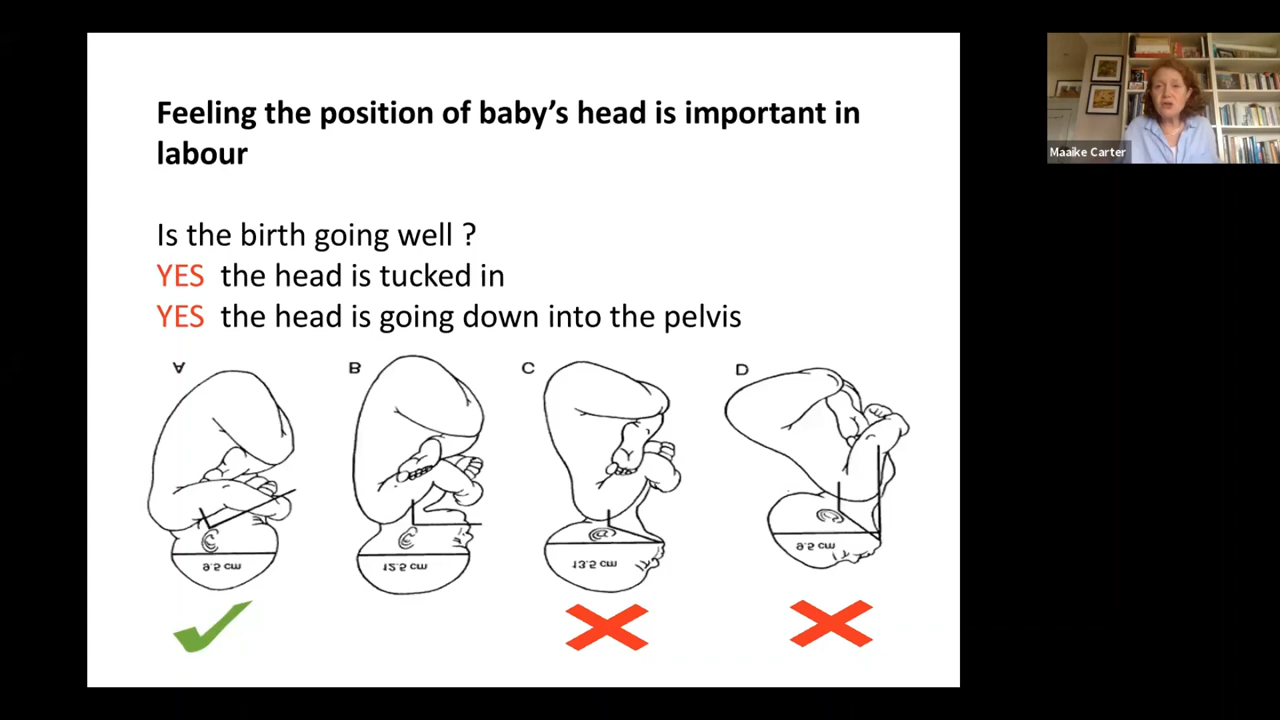 Feeling the position of baby's head is important in
labour
Is the birth going well ?
YES the head is tucked in
YES the head is going down into the pelvis
A
B
C
D
9.5 cm
12.5 cm
13.5 cm
9.5 cm
Maaike Carter